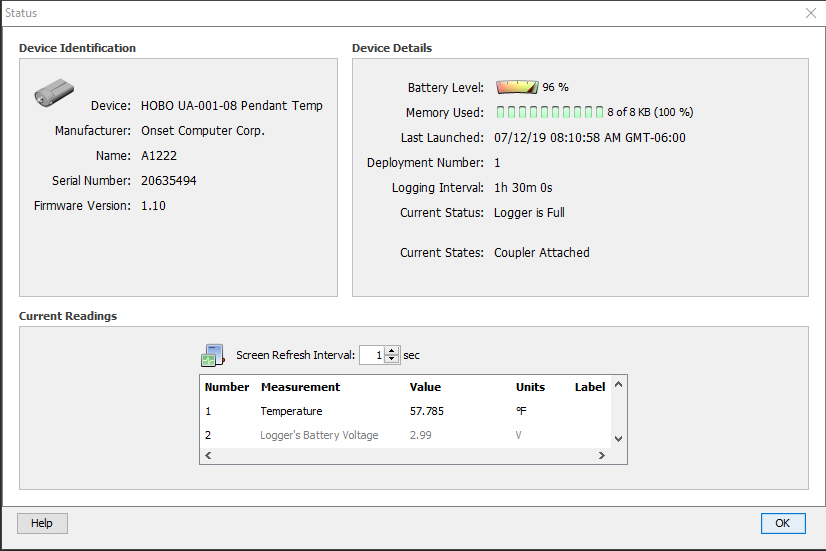 Status
Device Identification
Device: HOBO UA-001-08 Pendant Temp
Manufacturer: Onset Computer Corp.
Name: A1222
Serial Number: 20635494
Firmware Version: 1.10
Device Details
Battery Level: 96 %
Memory Used: 8 of 8 KB (100 %)
Last Launched: 07/12/19 08:10:58 AM GMT-06:00
Deployment Number: 1
Logging Interval: 1h 30m 0s
Current Status: Logger is Full
Current States: Coupler Attached
Current Readings
Screen Refresh Interval: 1 sec
Number Measurement Value Units Label
1 Temperature 57.785 °F
2 Logger's Battery Voltage 2.99 V
Help OK